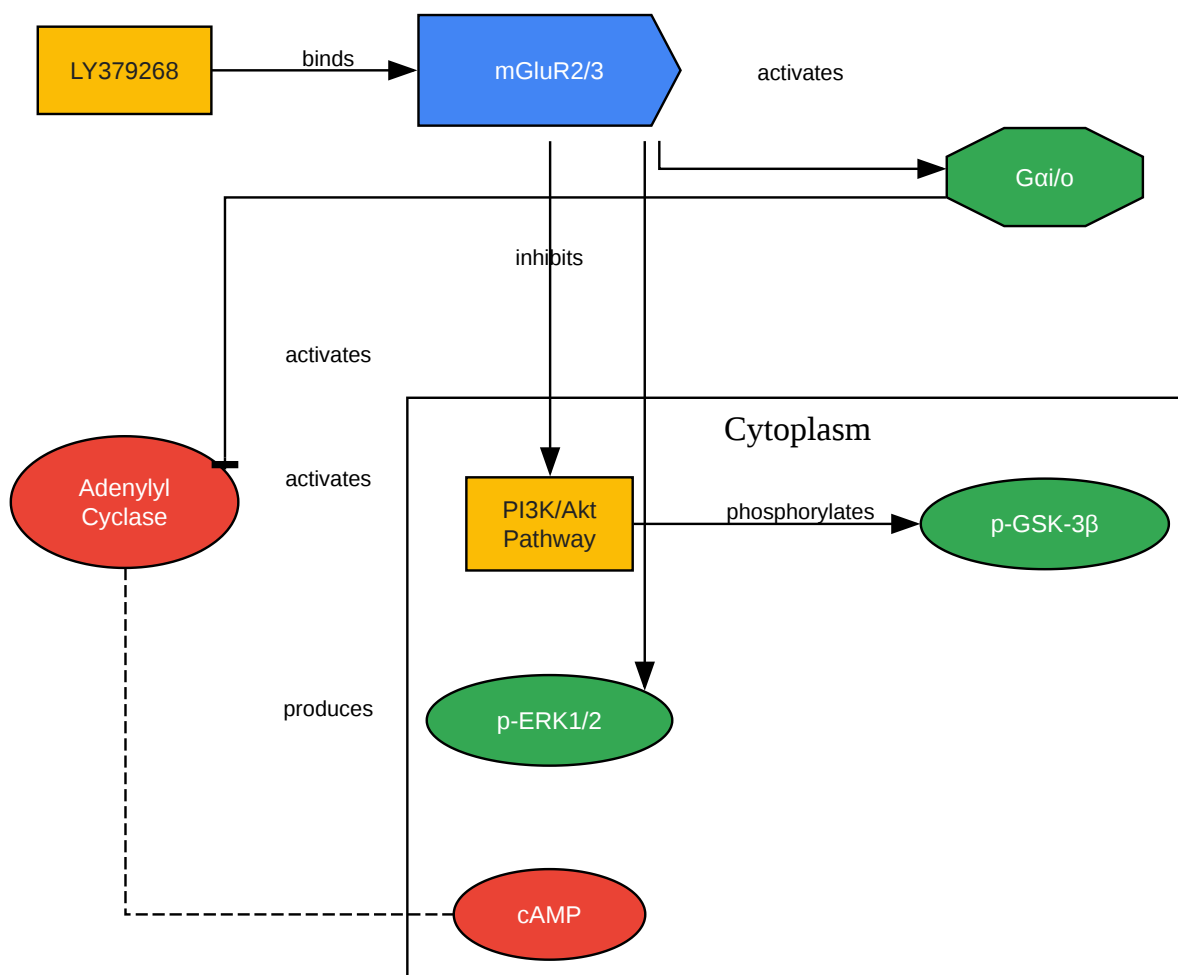 LY379268
binds
mGluR2/3
activates
Gαi/o
inhibits
activates
Cytoplasm
activates
Adenylyl
Cyclase
PI3K/Akt
Pathway
phosphorylates
p-GSK-3β
produces
p-ERK1/2
cAMP